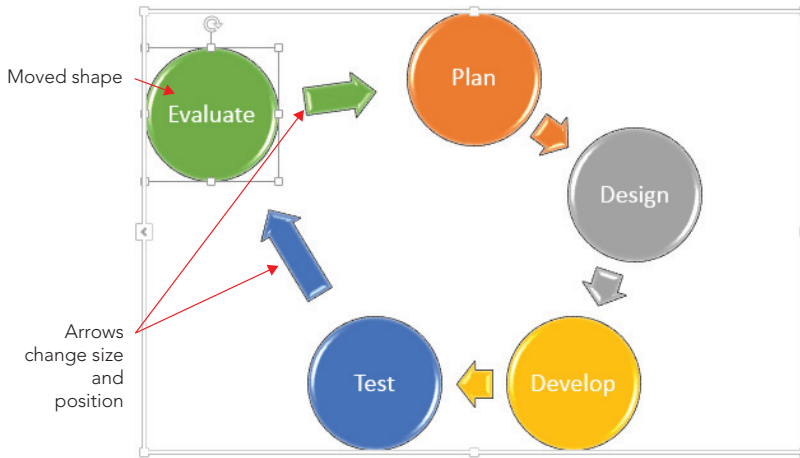 Moved shape
Evaluate
Plan
Design
Arrows
change size
and
position
Test
Develop